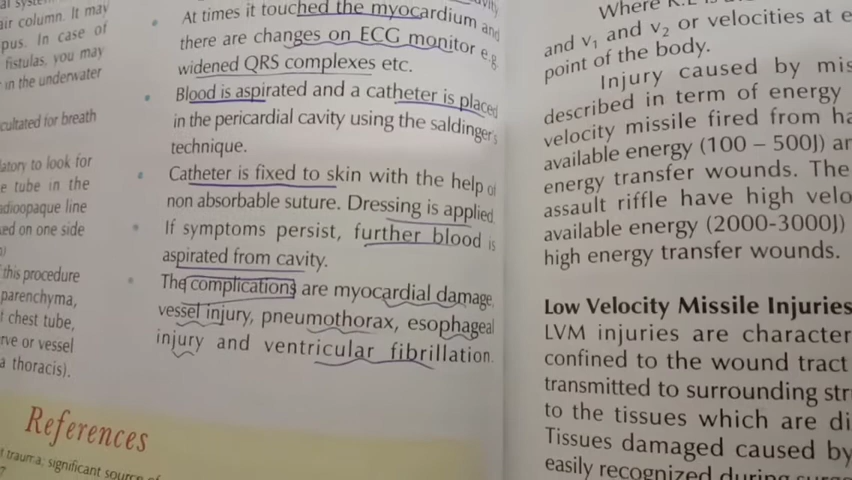 air column. It may
pus. In case of
fistulas, you may
in the underwater
cultated for breath
latory to look for
e tube in the
adioopaque line
ed on one side
this procedure
parenchyma,
chest tube,
rve or vessel
a thoracis).
References
trauma; significant source of
At times it touched the myocardium and
there are changes on ECG monitor e.g
widened QRS complexes etc.
Blood is aspirated and a catheter is placed
in the pericardial cavity using the saldinger's
technique.
Catheter is fixed to skin with the help of
non absorbable suture. Dressing is applied
If symptoms persist, further blood is
aspirated from cavity.
The complications are myocardial damage,
vessel injury, pneumothorax, esophageal
injury and ventricular fibrillation.
Where K.E is
and v1 and v2 or velocities at e
point of the body.
Injury caused by mis
described in term of energy
velocity missile fired from ha
available energy (100 – 500J) ar
energy transfer wounds. The
assault riffle have high velo
available energy (2000-3000J)
high energy transfer wounds.
Low Velocity Missile Injuries
LVM injuries are character
confined to the wound tract
transmitted to surrounding str
to the tissues which are di
Tissues damaged caused by
easily recognized during surg